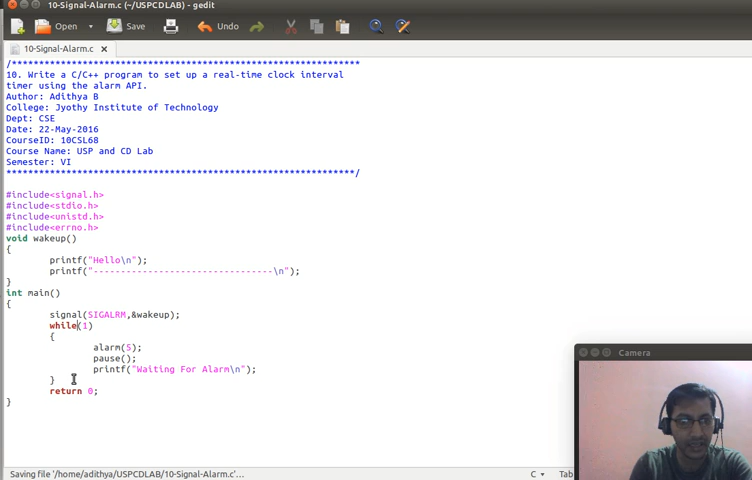 10-Signal-Alarm.c (~/USPCDLAB) - gedit
Open Save Undo
10-Signal-Alarm.c
/*****************************************************************
10. Write a C/C++ program to set up a real-time clock interval
timer using the alarm API.
Author: Adithya B
College: Jyothy Institute of Technology
Dept: CSE
Date: 22-May-2016
CourseID: 10CSL68
Course Name: USP and CD Lab
Semester: VI
*****************************************************************/
#include<signal.h>
#include<stdio.h>
#include<unistd.h>
#include<errno.h>
void wakeup()
{
printf("Hello\n");
printf("---------------------------------\n");
}
int main()
{
signal(SIGALRM,&wakeup);
while(1)
{
alarm(5);
pause();
printf("Waiting For Alarm\n");
}
return 0;
}
Camera
Saving file '/home/adithya/USPCDLAB/10-Signal-Alarm.c'...
C
Tab